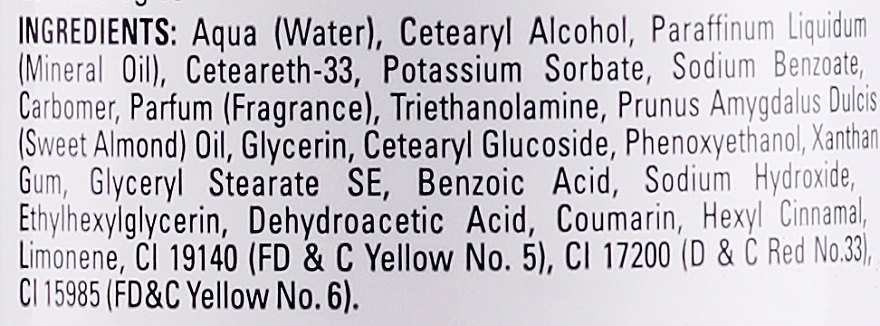 INGREDIENTS: Aqua (Water), Cetearyl Alcohol, Paraffinum Liquidum
(Mineral Oil), Ceteareth-33, Potassium Sorbate, Sodium Benzoate,
Carbomer, Parfum (Fragrance), Triethanolamine, Prunus Amygdalus Dulcis
(Sweet Almond) Oil, Glycerin, Cetearyl Glucoside, Phenoxyethanol, Xanthan
Gum, Glyceryl Stearate SE, Benzoic Acid, Sodium Hydroxide,
Ethylhexylglycerin, Dehydroacetic Acid, Coumarin, Hexyl Cinnamal,
Limonene, CI 19140 (FD & C Yellow No. 5), CI 17200 (D & C Red No.33),
CI 15985 (FD&C Yellow No. 6).